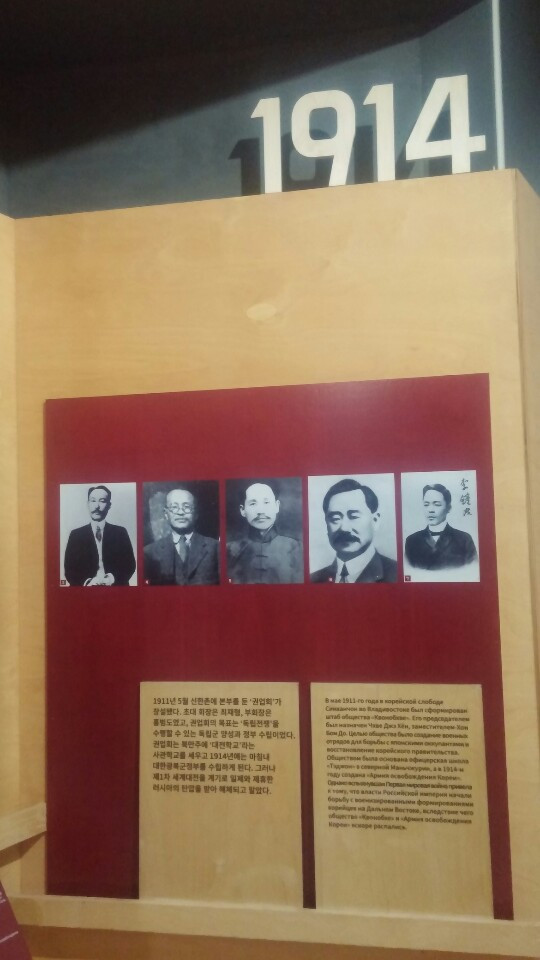 1914
李鍾
1911년 5월 신한촌에 본부를 둔 '권업회'가
창설됐다. 초대 회장은 최재형, 부회장은
홍범도였고, 권업회의 목표는 '독립전쟁'을
수행할 수 있는 독립군 양성과 정부 수립이었다.
권업회는 북만주에 '대전학교'라는
사관학교를 세우고 1914년에는 마침내
대한광복군정부를 수립하게 된다. 그러나
제1차 세계대전을 계기로 일제와 제휴한
러시아의 탄압을 받아 해체되고 말았다.
В мае 1911-го года в корейской слободе
Синханчон во Владивостоке был сформирован
штаб общества «Квонобхве». Его председателем
был назначен Чхве Джэ Хён, заместителем Хон
Бом До. Целью общества было создание военных
отрядов для борьбы с японскими оккупантами и
восстановление корейского правительства.
Обществом была основана офицерская школа
«Тэджон» в северной Маньчжурии, а в 1914-м
году создана «Армия освобождения Кореи».
Однако вспыхнувшая Первая мировая война привела
к тому, что власти Российской империи начали
борьбу с военизированными формированиями
корейцев на Дальнем Востоке, вследствие чего
общество «Квонобхве» и «Армия освобождения
Кореи» вскоре распались.